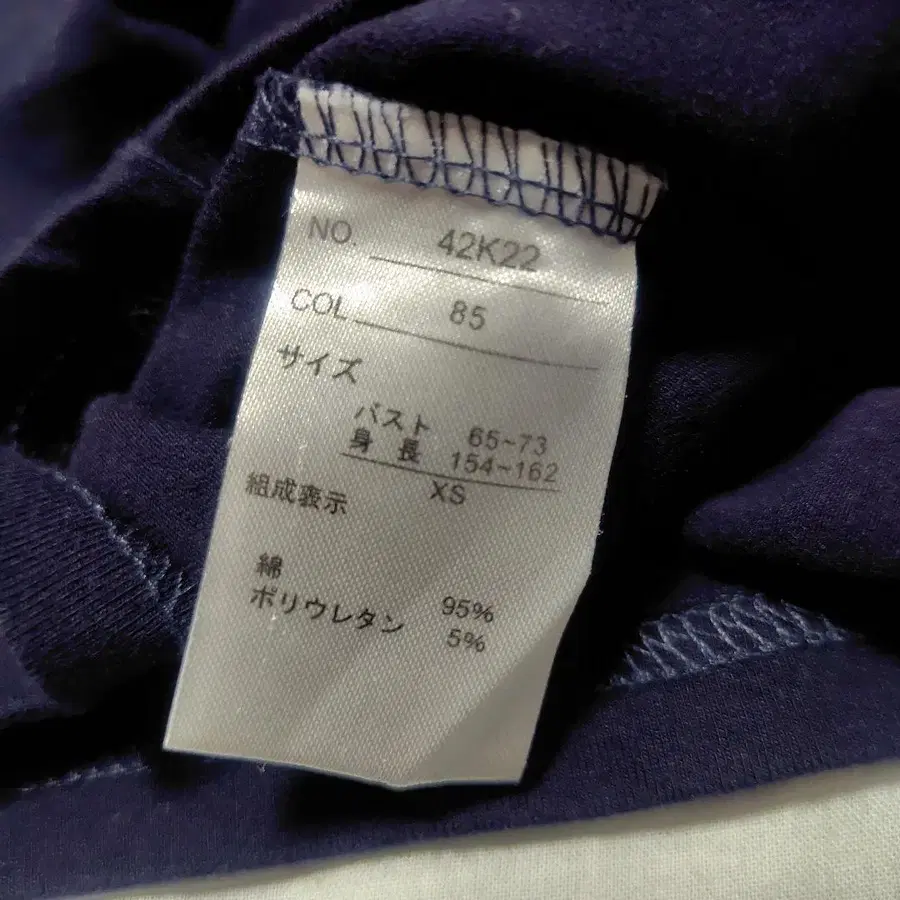 NO. 42K22
COL 85
サイズ
バスト 65~73
身長 154~162
XS
組成表示
綿 95%
ポリウレタン 5%